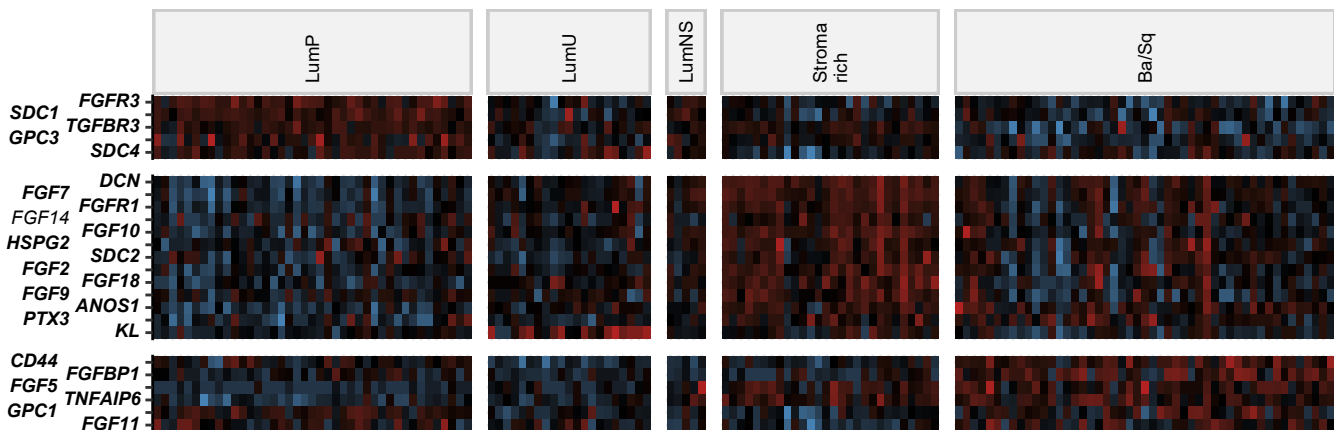 LumP
LumU
LumNS
Stroma
rich
Ba/Sq
FGFR3
SDC1
TGFBR3
GPC3
SDC4
DCN
FGF7
FGFR1
FGF14
FGF10
HSPG2
SDC2
FGF2
FGF18
FGF9
ANOS1
PTX3
KL
CD44
FGFBP1
FGF5
TNFAIP6
GPC1
FGF11